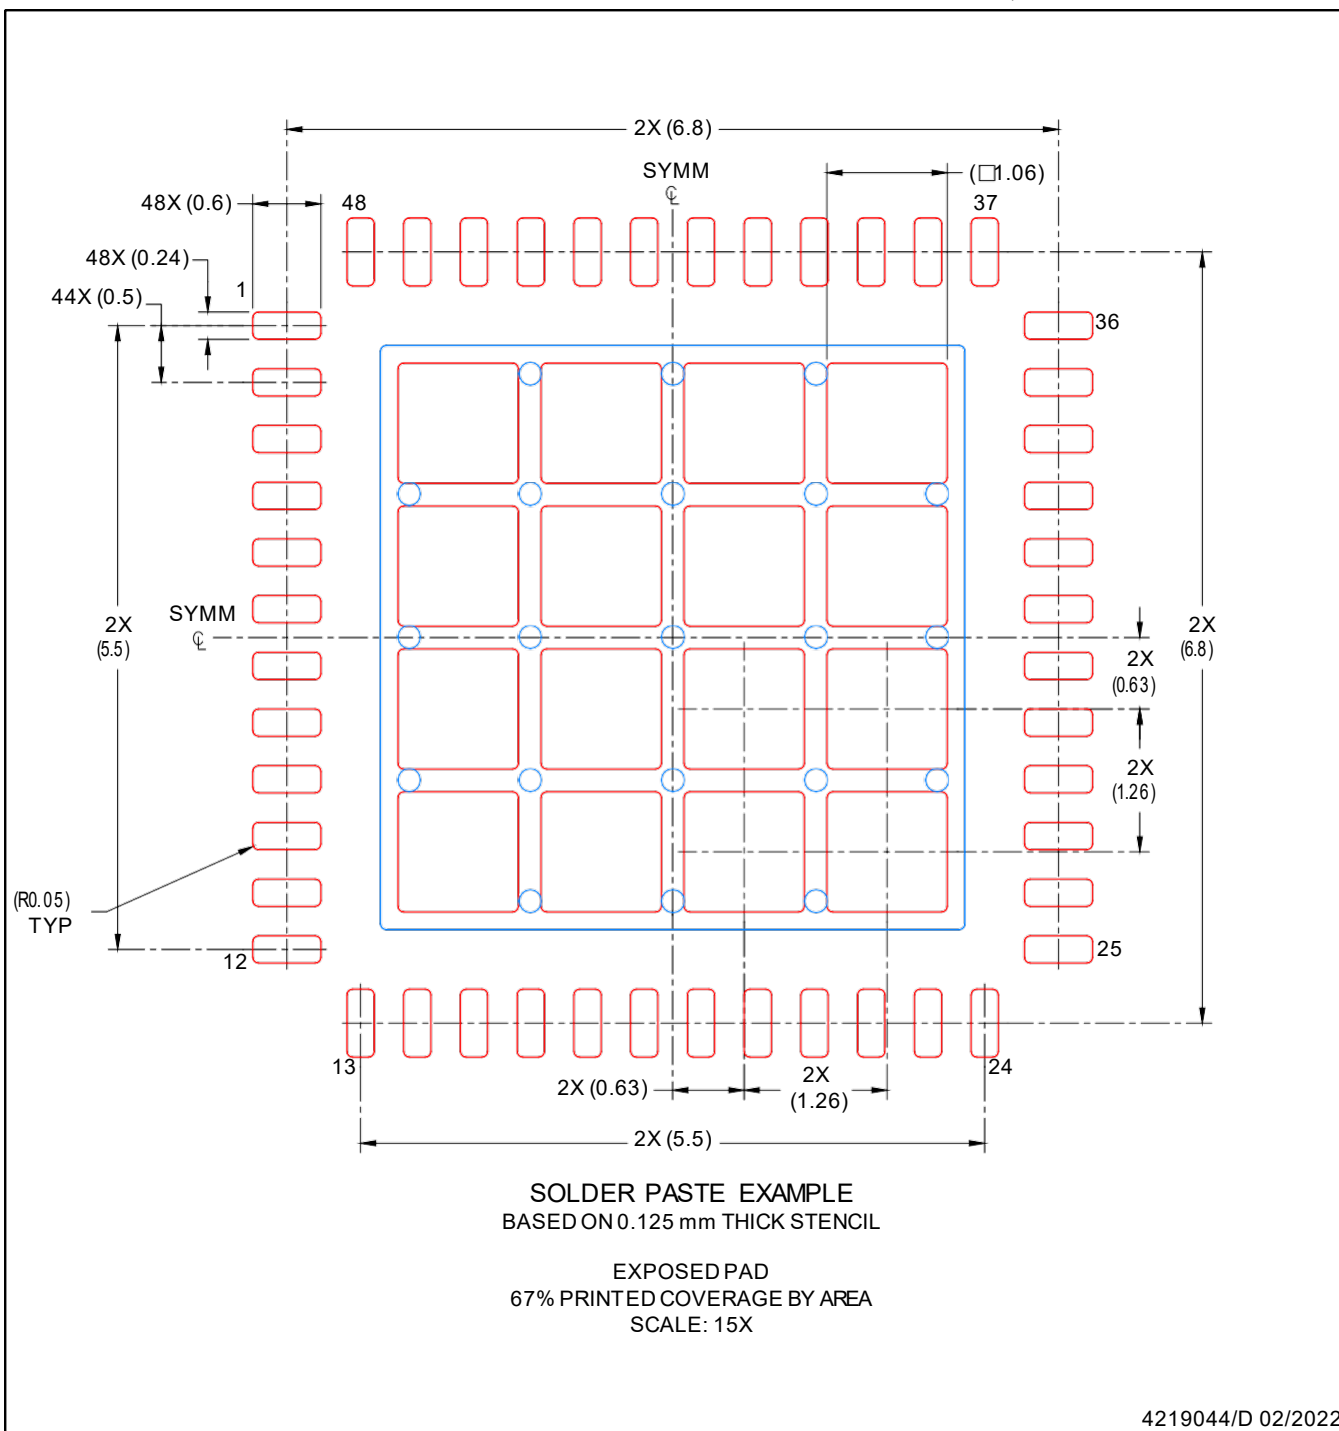 2X (6.8)
SYMM
℄
(□1.06)
48X (0.6)
48
37
48X (0.24)
44X (0.5)
1
36
SYMM
℄
2X
(5.5)
2X
(6.8)
2X
(0.63)
2X
(1.26)
(R0.05)
TYP
12
25
13
24
2X (0.63)
2X
(1.26)
2X (5.5)
SOLDER PASTE EXAMPLE
BASED ON 0.125 mm THICK STENCIL
EXPOSED PAD
67% PRINTED COVERAGE BY AREA
SCALE: 15X
4219044/D 02/2022